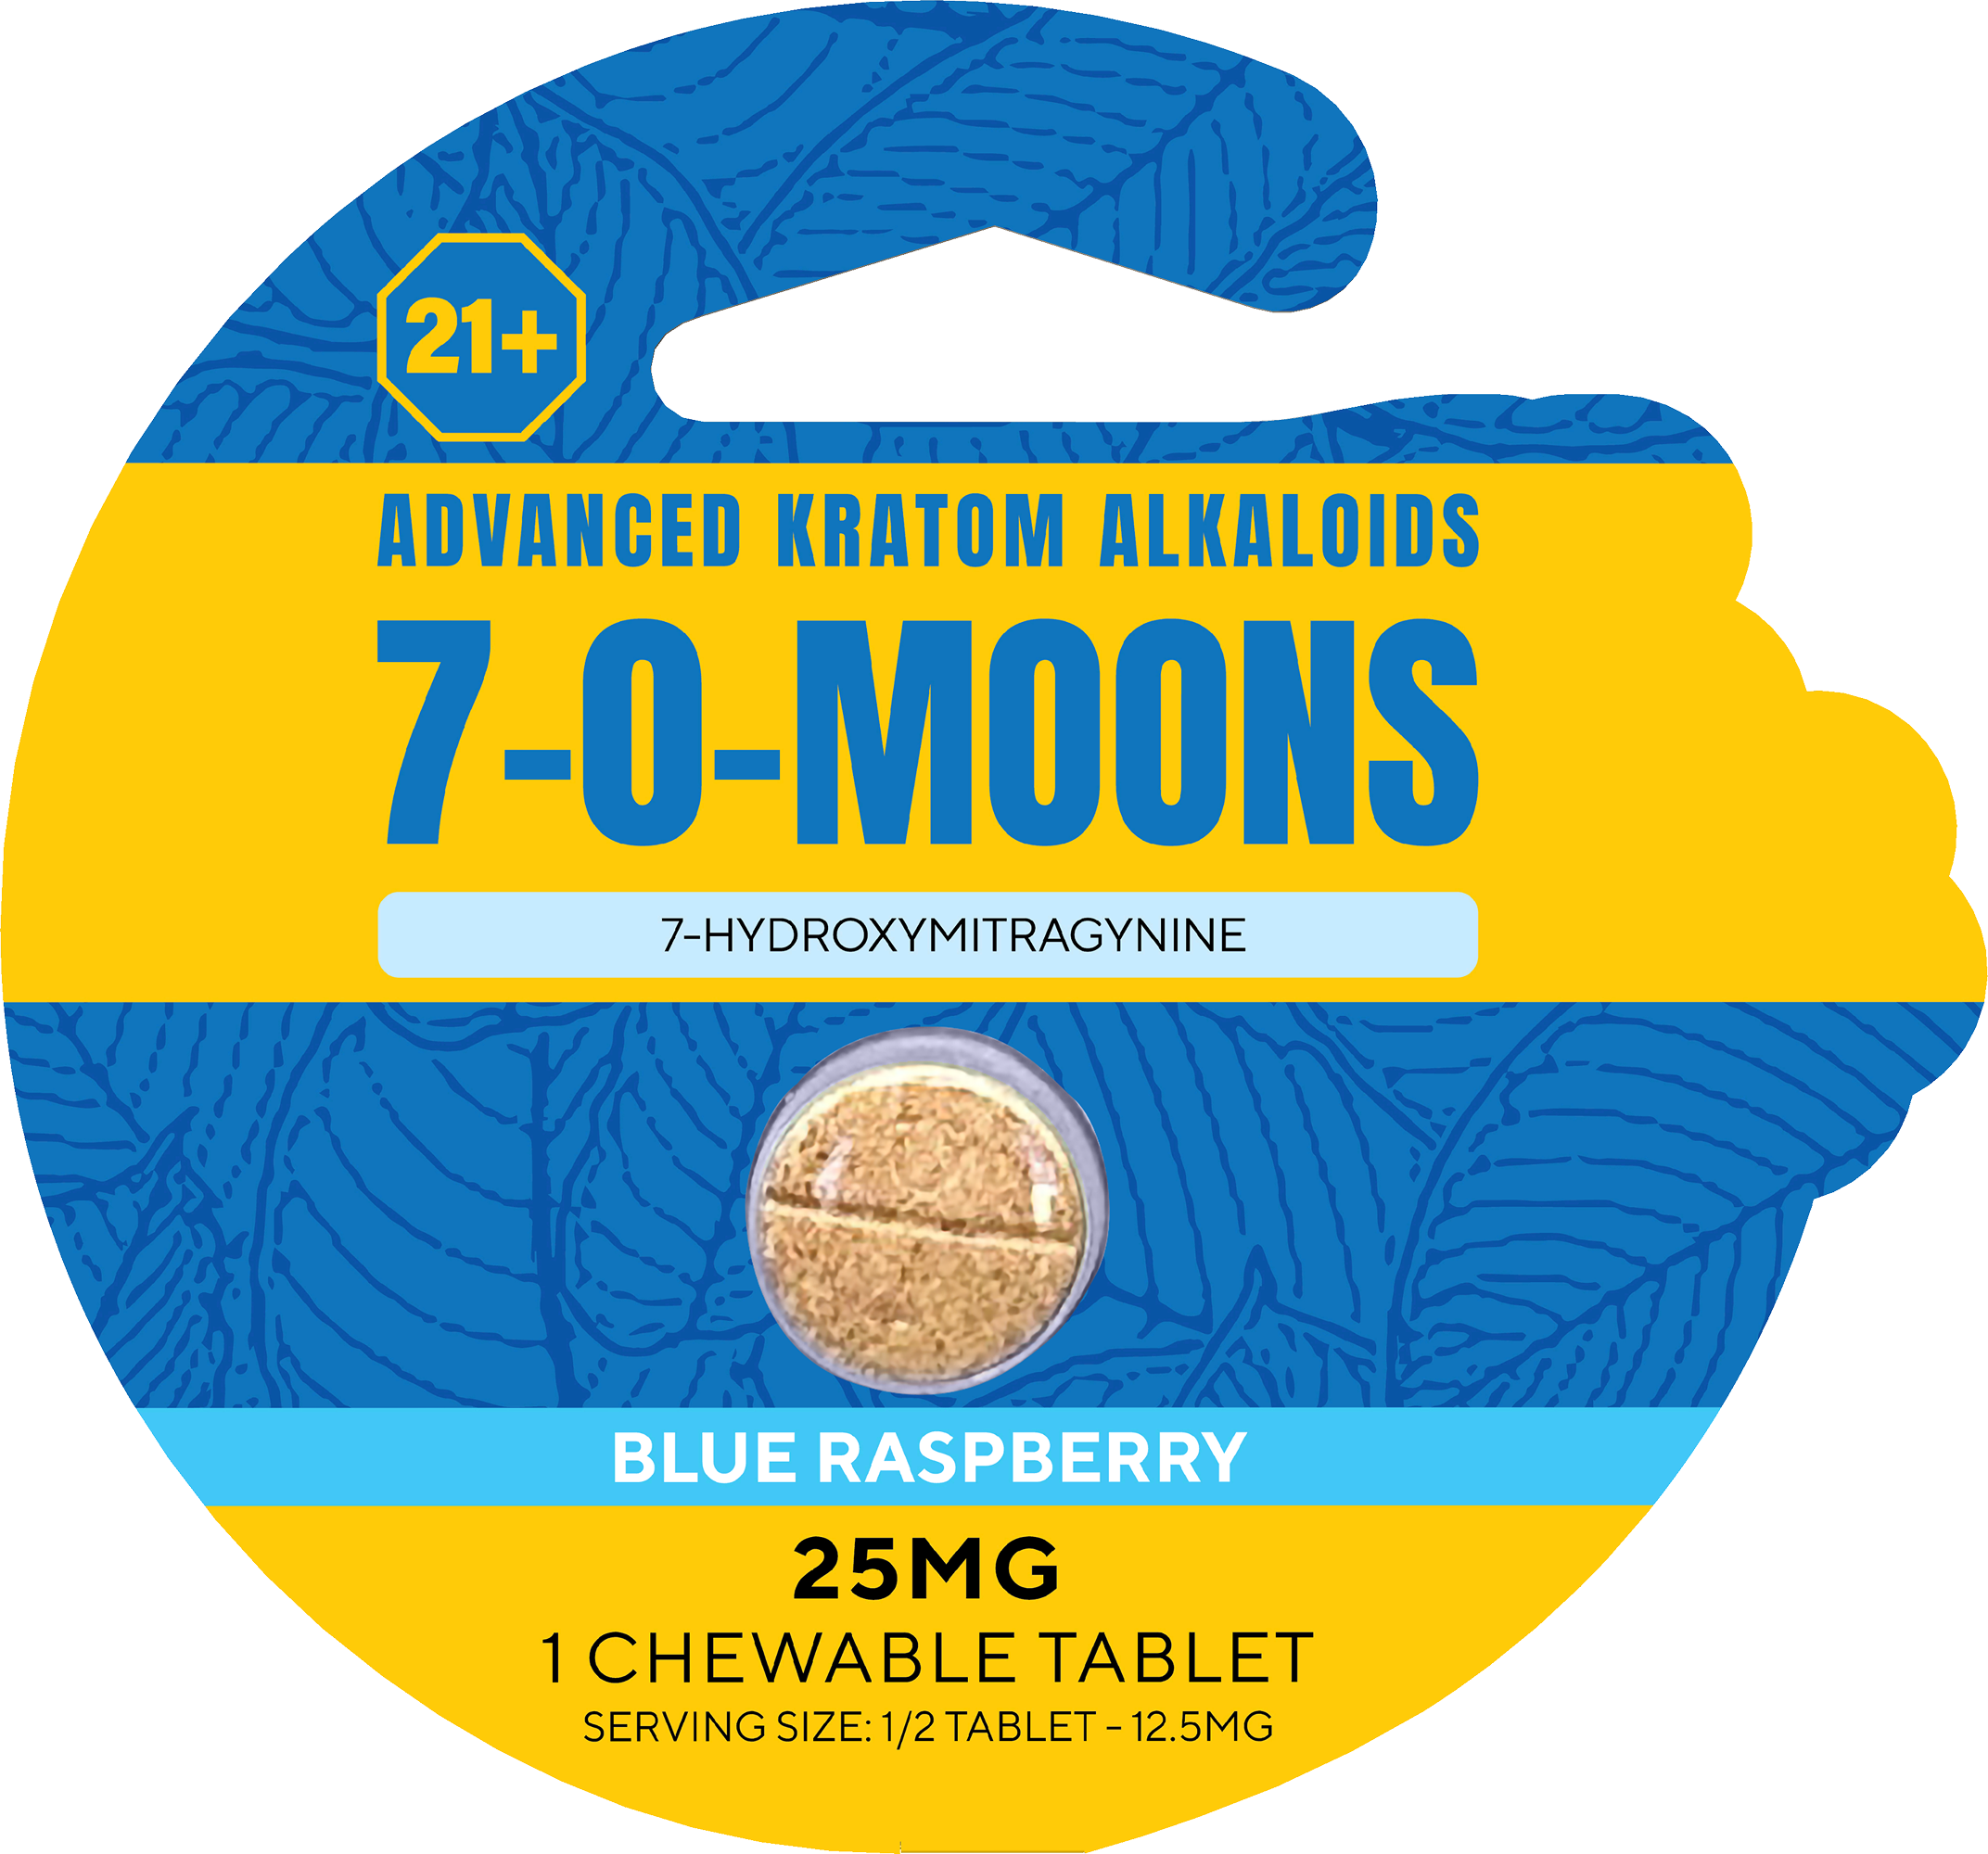 21+
ADVANCED KRATOM ALKALOIDS
7-O-MOONS
7-HYDROXYMITRAGYNINE
BLUE RASPBERRY
25MG
1 CHEWABLE TABLET
SERVING SIZE: 1/2 TABLET - 12.5MG